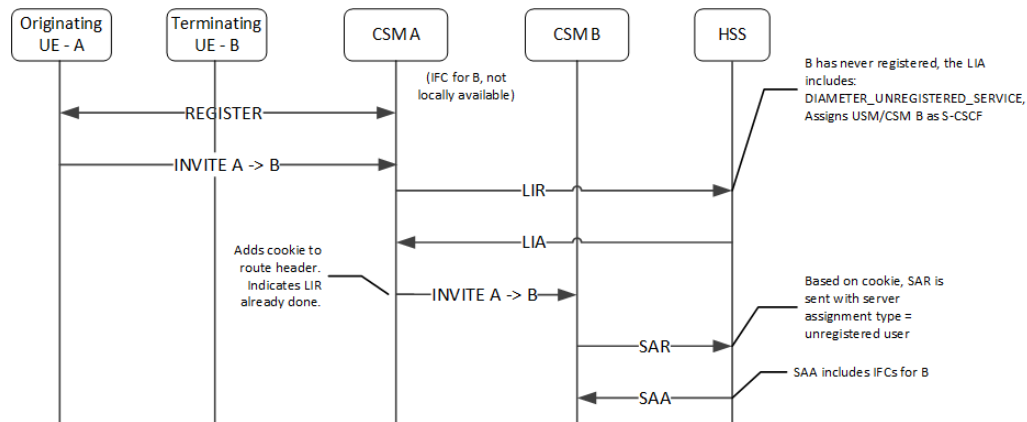 Originating
UE - A
Terminating
UE - B
CSM A
CSM B
HSS
(IFC for B, not
locally available)
B has never registered, the LIA
includes:
DIAMETER_UNREGISTERED_SERVICE,
Assigns USM/CSM B as S-CSCF
REGISTER
INVITE A -> B
LIR
LIA
Adds cookie to
route header.
Indicates LIR
already done.
INVITE A -> B
Based on cookie, SAR is
sent with server
assignment type =
unregistered user
SAR
SAA includes IFCs for B
SAA